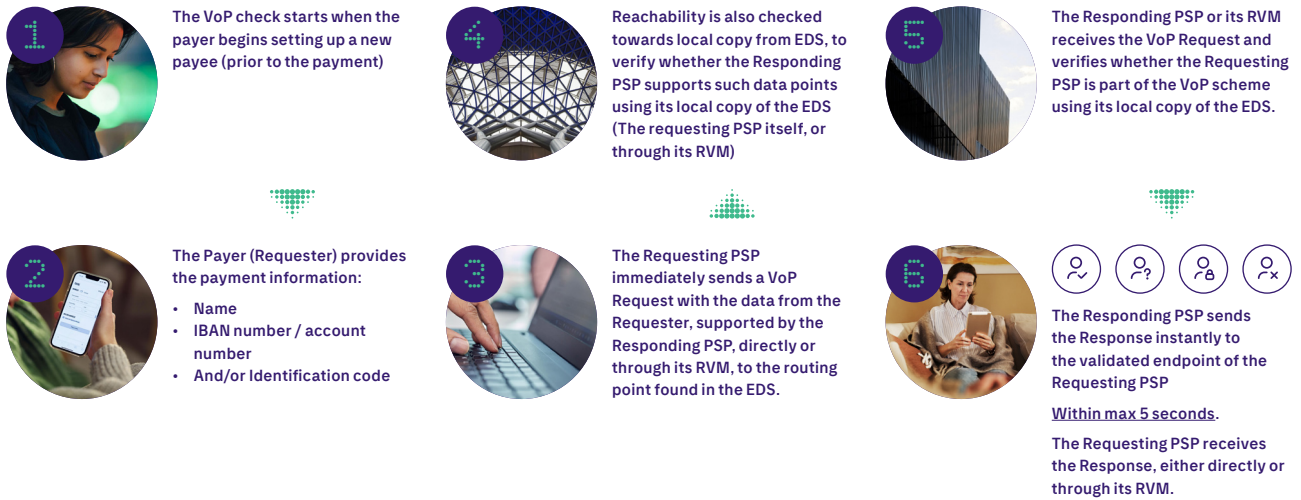 1
The VoP check starts when the
payer begins setting up a new
payee (prior to the payment)
2
The Payer (Requester) provides
the payment information:
• Name
• IBAN number / account
number
• And/or Identification code
3
The Requesting PSP
immediately sends a VoP
Request with the data from the
Requester, supported by the
Responding PSP, directly or
through its RVM, to the routing
point found in the EDS.
4
Reachability is also checked
towards local copy from EDS, to
verify whether the Responding
PSP supports such data points
using its local copy of the EDS
(The requesting PSP itself, or
through its RVM)
5
The Responding PSP or its RVM
receives the VoP Request and
verifies whether the Requesting
PSP is part of the VoP scheme
using its local copy of the EDS.
6
?
The Responding PSP sends
the Response instantly to
the validated endpoint of the
Requesting PSP
Within max 5 seconds.
The Requesting PSP receives
the Response, either directly or
through its RVM.